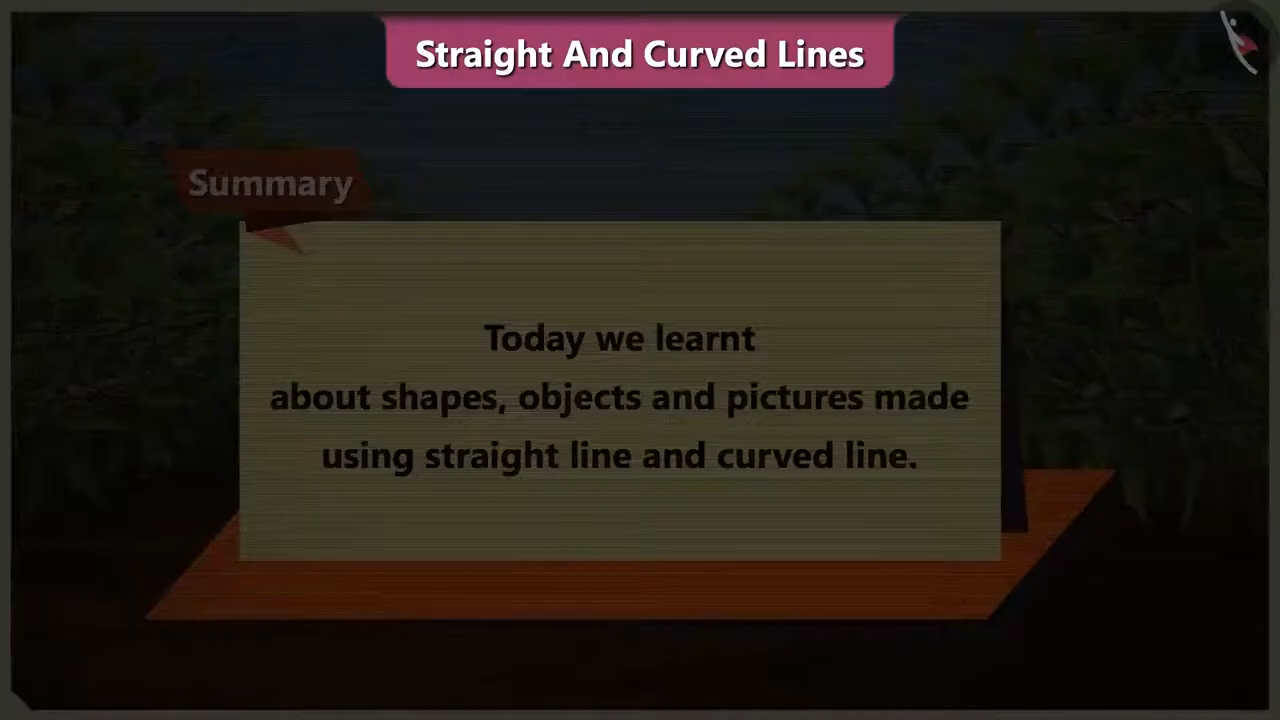 Straight And Curved Lines
Summary
Today we learnt
about shapes, objects and pictures made
using straight line and curved line.